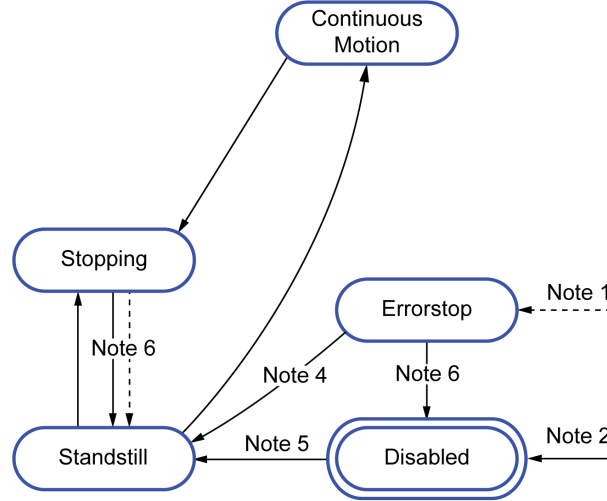 Continuous
Motion
Stopping
Note 1
Errorstop
Note 6
Note 4
Note 6
Note 2
Note 5
Standstill
Disabled